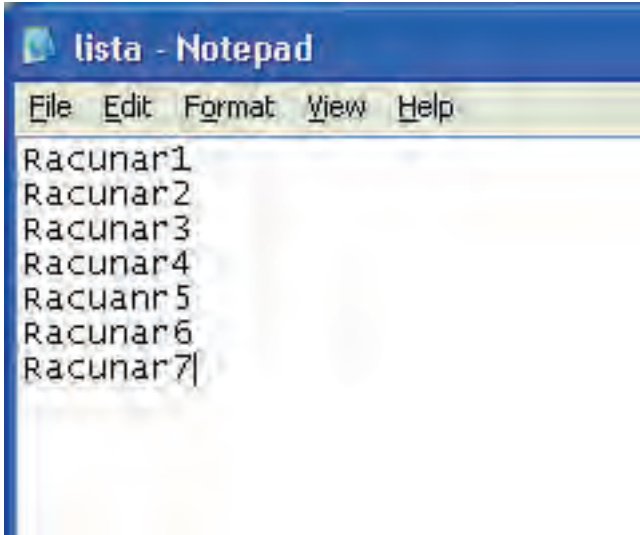 lista - Notepad
File Edit Format View Help
Racunar1
Racunar2
Racunar3
Racunar4
Racuanr5
Racunar6
Racunar7